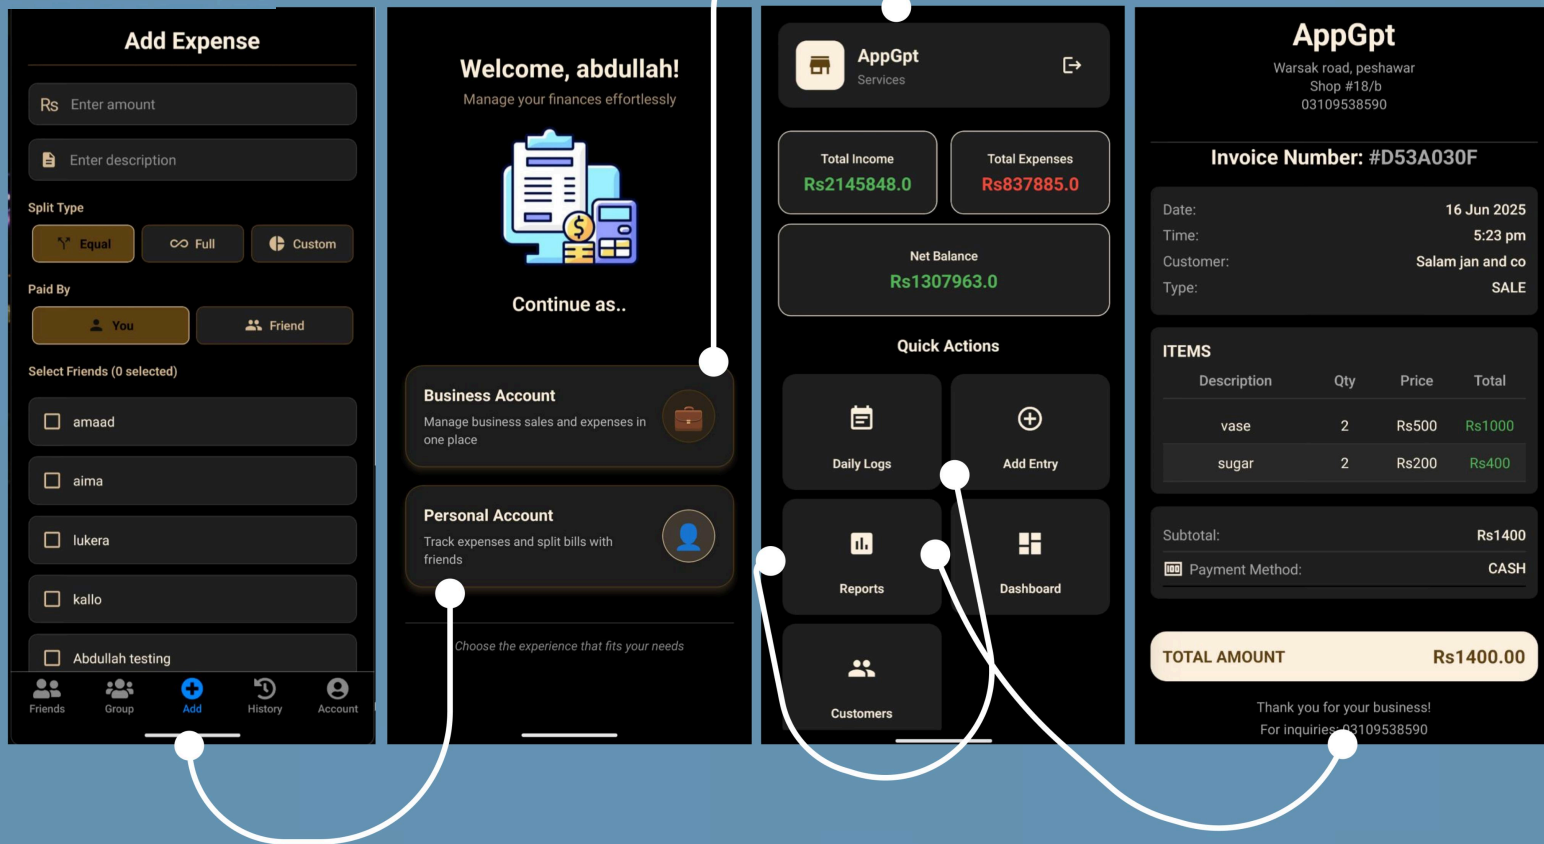 Add Expense
Rs Enter amount
Enter description
Split Type
Equal Full Custom
Paid By
You Friend
Select Friends (0 selected)
amaad
aima
lukera
kallo
Abdullah testing
Friends Group Add History Account
Welcome, abdullah!
Manage your finances effortlessly
Continue as..
Business Account
Manage business sales and expenses in
one place
Personal Account
Track expenses and split bills with
friends
Choose the experience that fits your needs
AppGpt
Services
Total Income
Rs2145848.0
Total Expenses
Rs837885.0
Net Balance
Rs1307963.0
Quick Actions
Daily Logs
Add Entry
Reports
Dashboard
Customers
AppGpt
Warsak road, peshawar
Shop #18/b
03109538590
Invoice Number: #D53A030F
Date: 16 Jun 2025
Time: 5:23 pm
Customer: Salam jan and co
Type: SALE
ITEMS
Description Qty Price Total
vase 2 Rs500 Rs1000
sugar 2 Rs200 Rs400
Subtotal: Rs1400
Payment Method: CASH
TOTAL AMOUNT Rs1400.00
Thank you for your business!
For inquiries: 03109538590